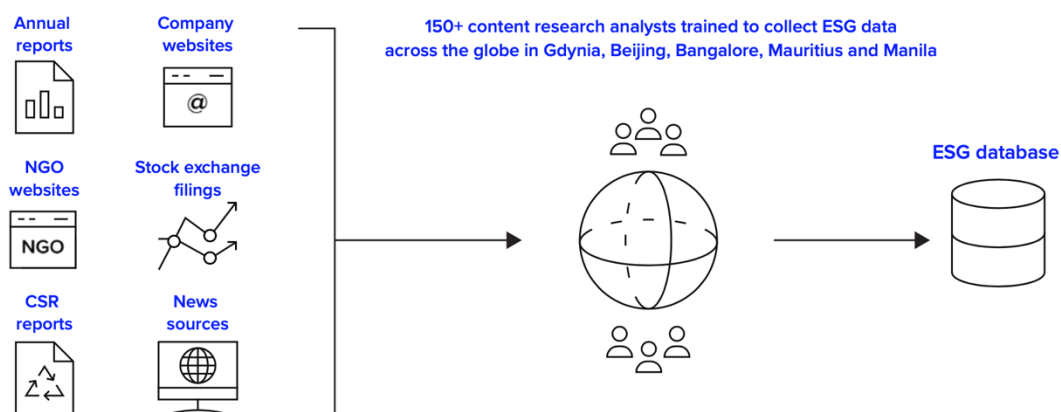 Annual
reports
Company
websites
150+ content research analysts trained to collect ESG data
across the globe in Gdynia, Beijing, Bangalore, Mauritius and Manila
@
NGO
websites
Stock exchange
filings
ESG database
NGO
CSR
reports
News
sources